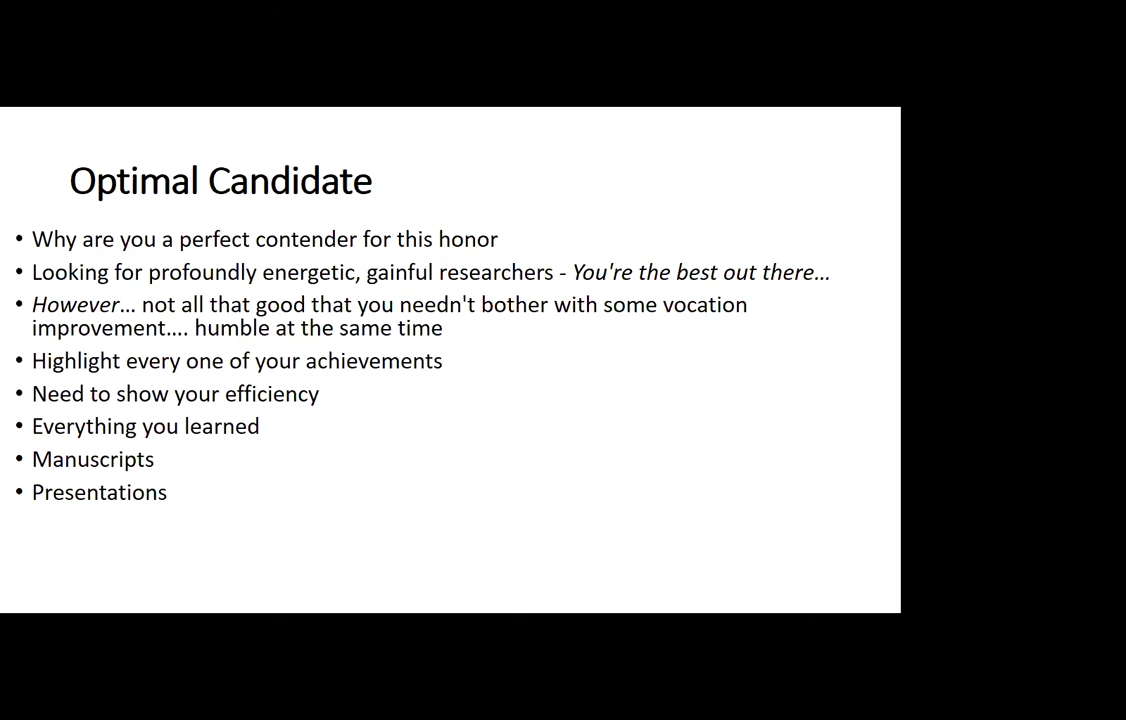 Optimal Candidate
• Why are you a perfect contender for this honor
• Looking for profoundly energetic, gainful researchers - You're the best out there...
• However... not all that good that you needn't bother with some vocation
improvement.... humble at the same time
• Highlight every one of your achievements
• Need to show your efficiency
• Everything you learned
• Manuscripts
• Presentations